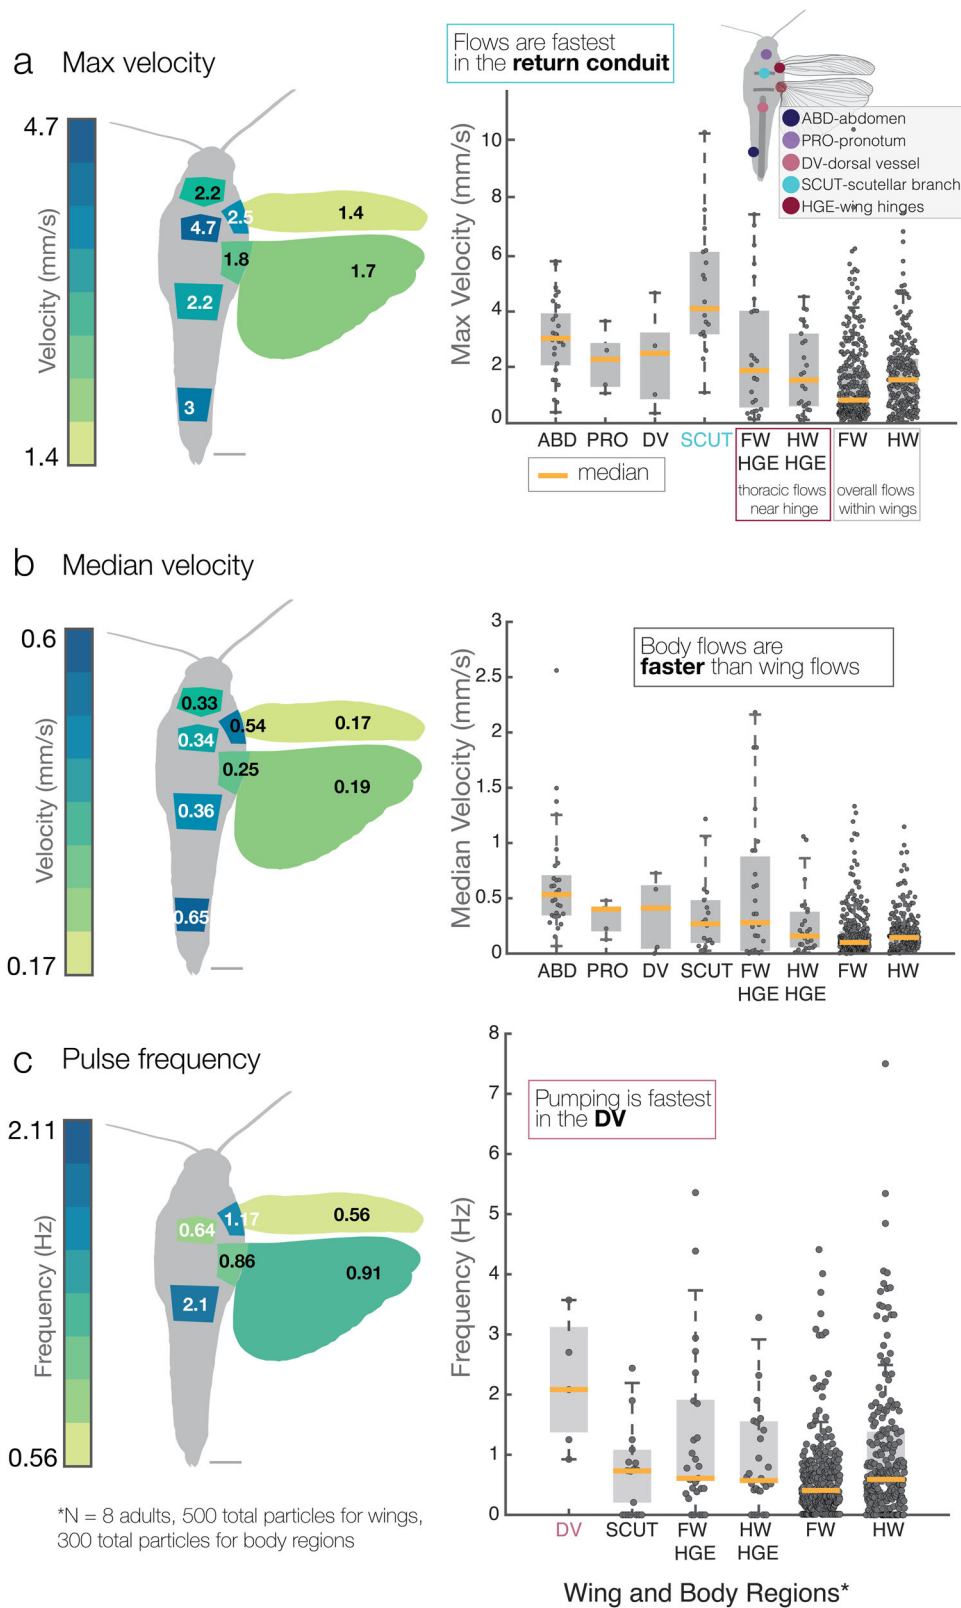 a Max velocity
4.7
Velocity (mm/s)
1.4
2.2
2.5
4.7
1.4
1.8
1.7
2.2
3
Flows are fastest
in the return conduit
ABD-abdomen
PRO-pronotum
DV-dorsal vessel
SCUT-scutellar branch
HGE-wing hinges
Max Velocity (mm/s)
10
8
6
4
2
0
ABD PRO DV SCUT FW HW FW HW
HGE HGE
thoracic flows overall flows
near hinge within wings
median
b Median velocity
0.6
Velocity (mm/s)
0.17
0.33
0.54
0.17
0.34
0.25
0.19
0.36
0.65
Body flows are
faster than wing flows
Median Velocity (mm/s)
3
2.5
2
1.5
1
0.5
0
ABD PRO DV SCUT FW HW FW HW
HGE HGE
c Pulse frequency
2.11
Frequency (Hz)
0.56
0.64
1.17
0.56
0.86
0.91
2.1
Pumping is fastest
in the DV
Frequency (Hz)
8
7
6
5
4
3
2
1
0
DV SCUT FW HW FW HW
HGE HGE
*N = 8 adults, 500 total particles for wings,
300 total particles for body regions
Wing and Body Regions*